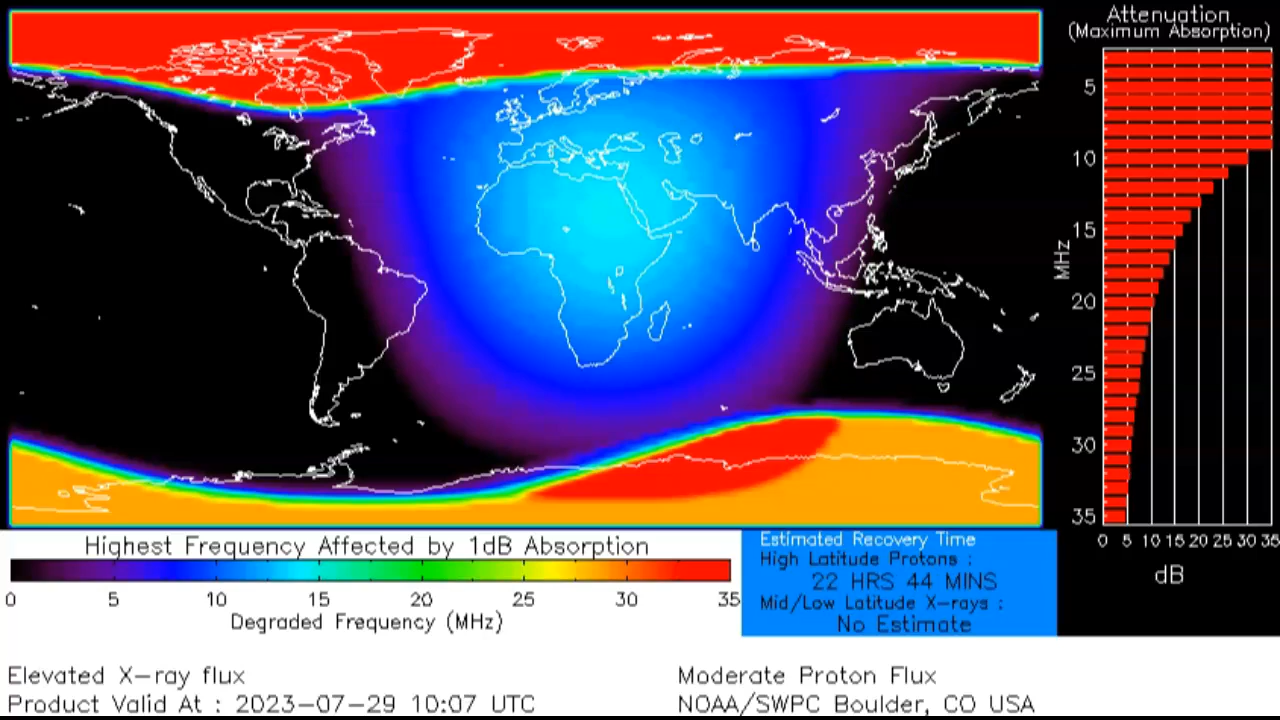 Attenuation
(Maximum Absorption)
5
10
15
20
25
30
35
MHz
0 5 10 15 20 25 30 35
dB
Highest Frequency Affected by 1dB Absorption
0 5 10 15 20 25 30 35
Degraded Frequency (MHz)
Estimated Recovery Time
High Latitude Protons :
22 HRS 44 MINS
Mid/Low Latitude X-rays :
No Estimate
Elevated X-ray flux
Product Valid At : 2023-07-29 10:07 UTC
Moderate Proton Flux
NOAA/SWPC Boulder, CO USA